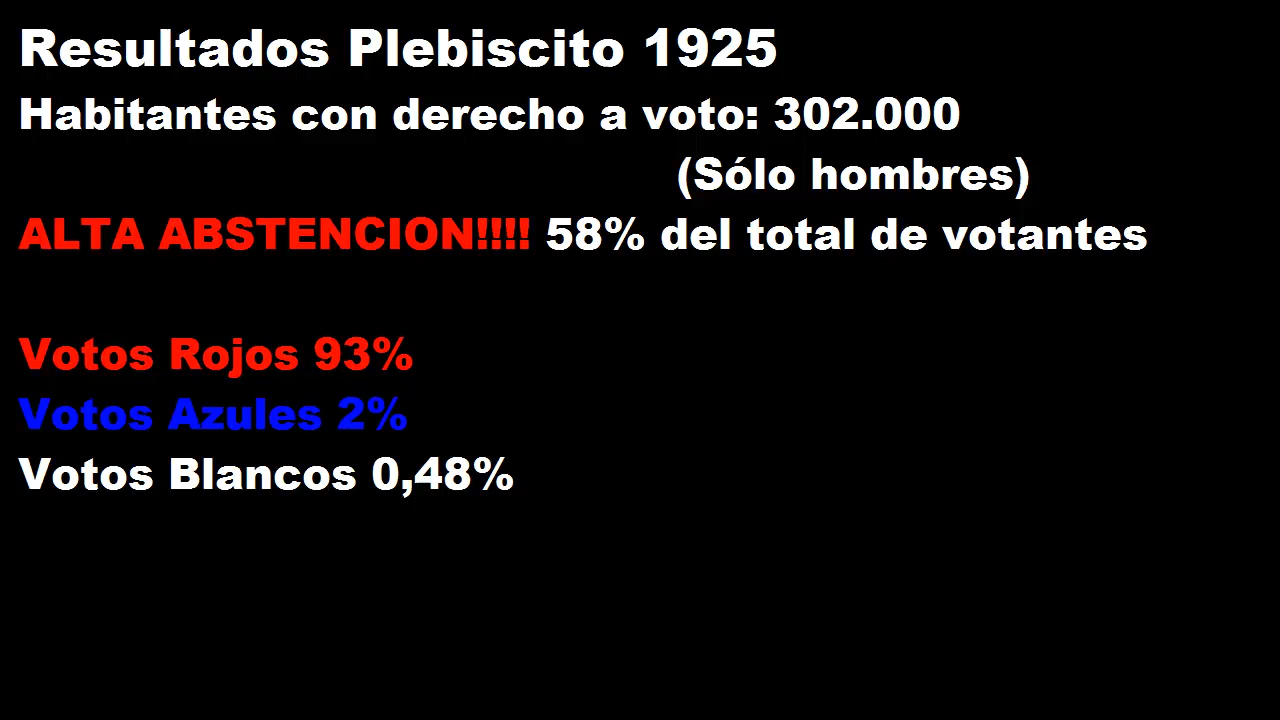 Resultados Plebiscito 1925
Habitantes con derecho a voto: 302.000
(Sólo hombres)
ALTA ABSTENCION!!!! 58% del total de votantes
Votos Rojos 93%
Votos Azules 2%
Votos Blancos 0,48%